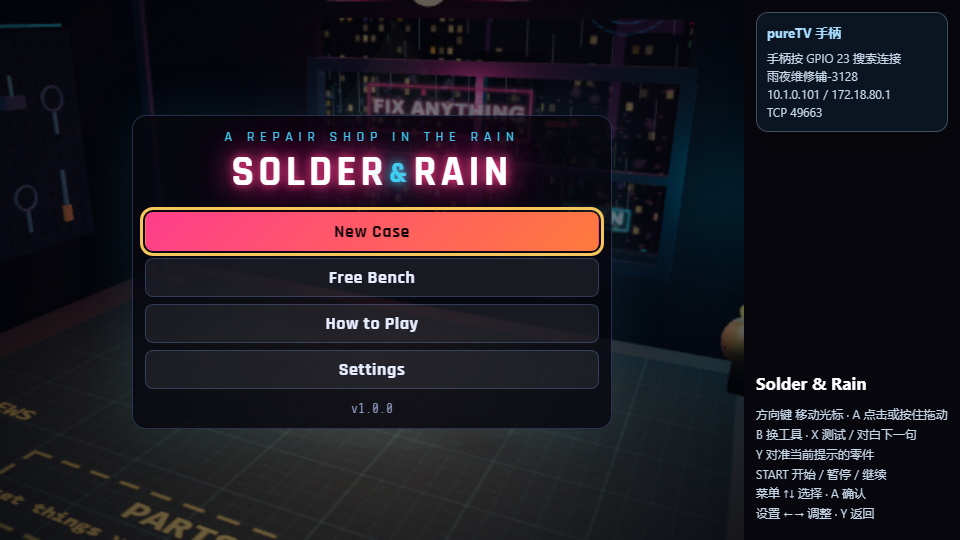 FIX ANYTHING
A REPAIR SHOP IN THE RAIN
SOLDER&RAIN
New Case
Free Bench
How to Play
Settings
v1.0.0
PARTS
pureTV 手柄
手柄按 GPIO 23 搜索连接
雨夜维修铺-3128
10.1.0.101 / 172.18.80.1
TCP 49663
Solder & Rain
方向键 移动光标 · A 点击或按住拖动
B 换工具 · X 测试 / 对白下一句
Y 对准当前提示的零件
START 开始 / 暂停 / 继续
菜单 ↑↓ 选择 · A 确认
设置 ←→ 调整 · Y 返回